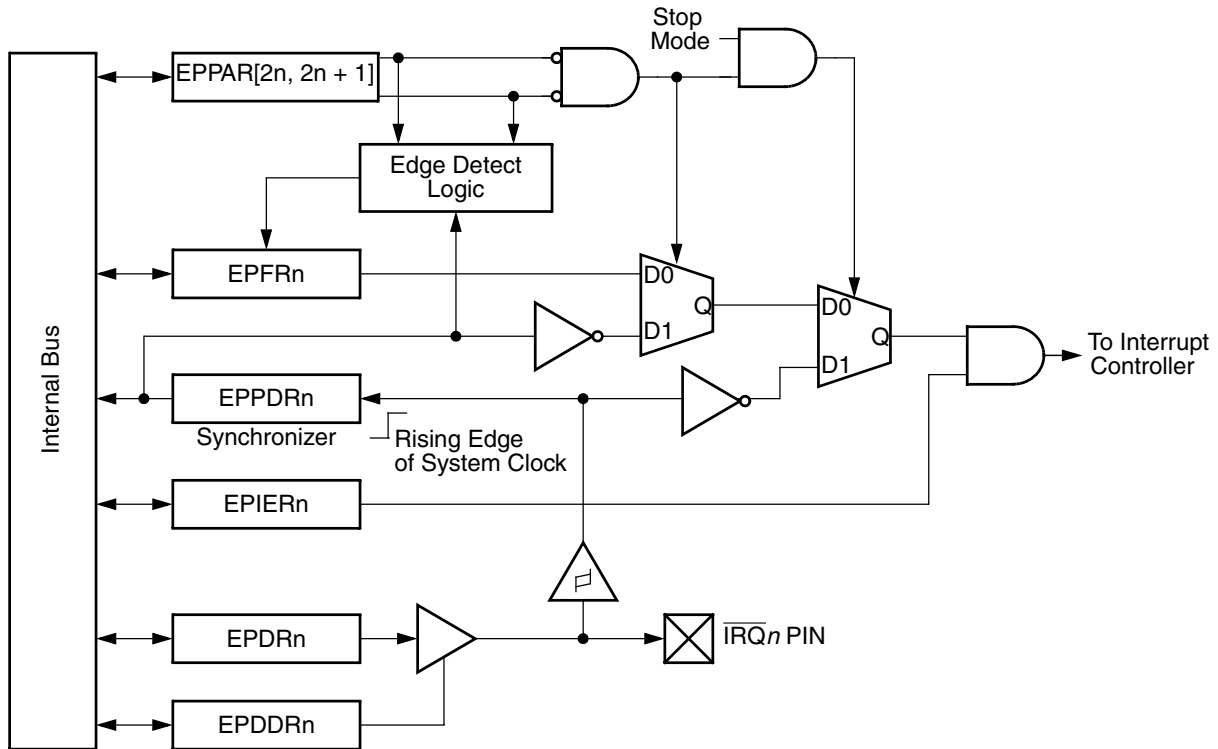 Stop
Mode
EPPAR[2n, 2n + 1]
Edge Detect
Logic
EPFRn
D0
D1
Q
D0
D1
Q
To Interrupt
Controller
Internal Bus
EPPDRn
Synchronizer
Rising Edge
of System Clock
EPIERn
EPDRn
IRQn PIN
EPDDRn